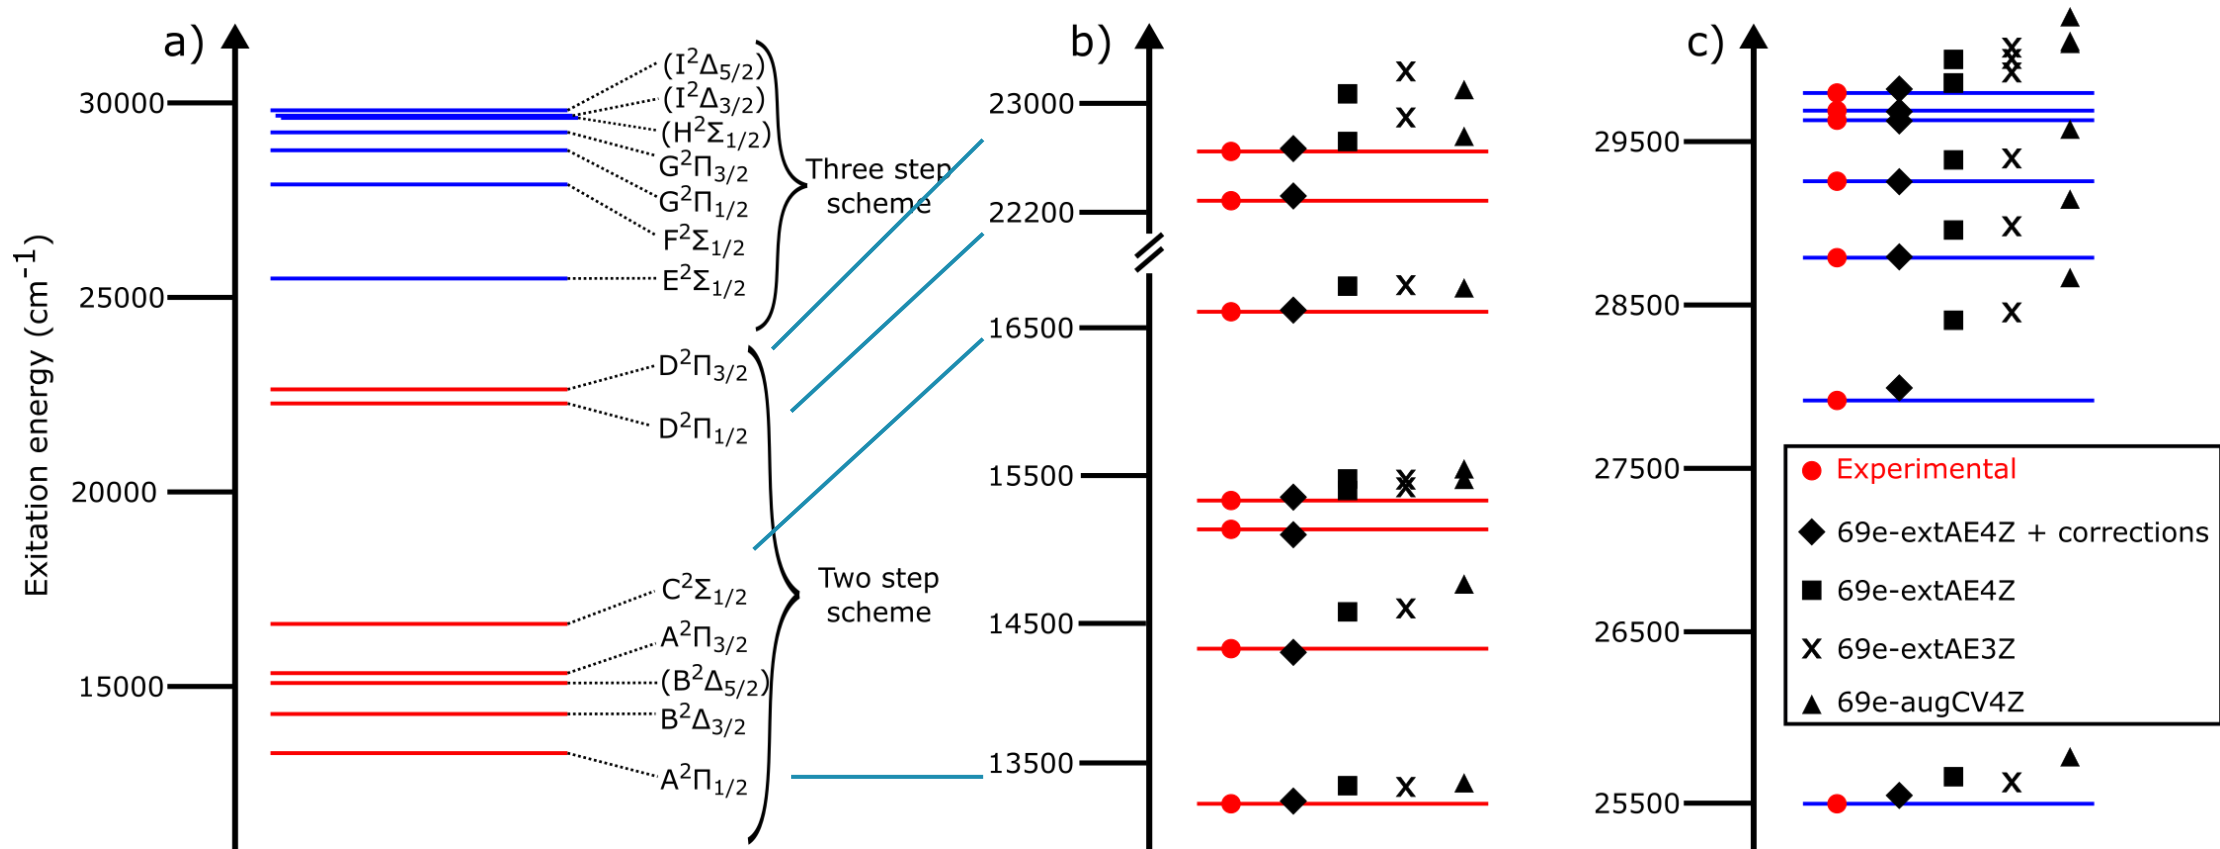 a)
Exitation energy (cm⁻¹)
30000
25000
20000
15000
(I²Δ₅/₂)
(I²Δ₃/₂)
(H²Σ₁/₂)
G²Π₃/₂
G²Π₁/₂
F²Σ₁/₂
E²Σ₁/₂
D²Π₃/₂
D²Π₁/₂
C²Σ₁/₂
A²Π₃/₂
(B²Δ₅/₂)
B²Δ₃/₂
A²Π₁/₂
Three step
scheme
Two step
scheme
b)
23000
22200
16500
15500
14500
13500
c)
29500
28500
27500
26500
25500
Experimental
69e-extAE4Z + corrections
69e-extAE4Z
69e-extAE3Z
69e-augCV4Z